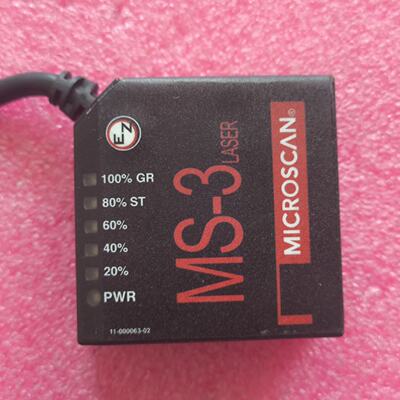 EZ
100% GR
80% ST
60%
40%
20%
PWR
11-000063-02
MS-3
LASER
MICROSCAN®